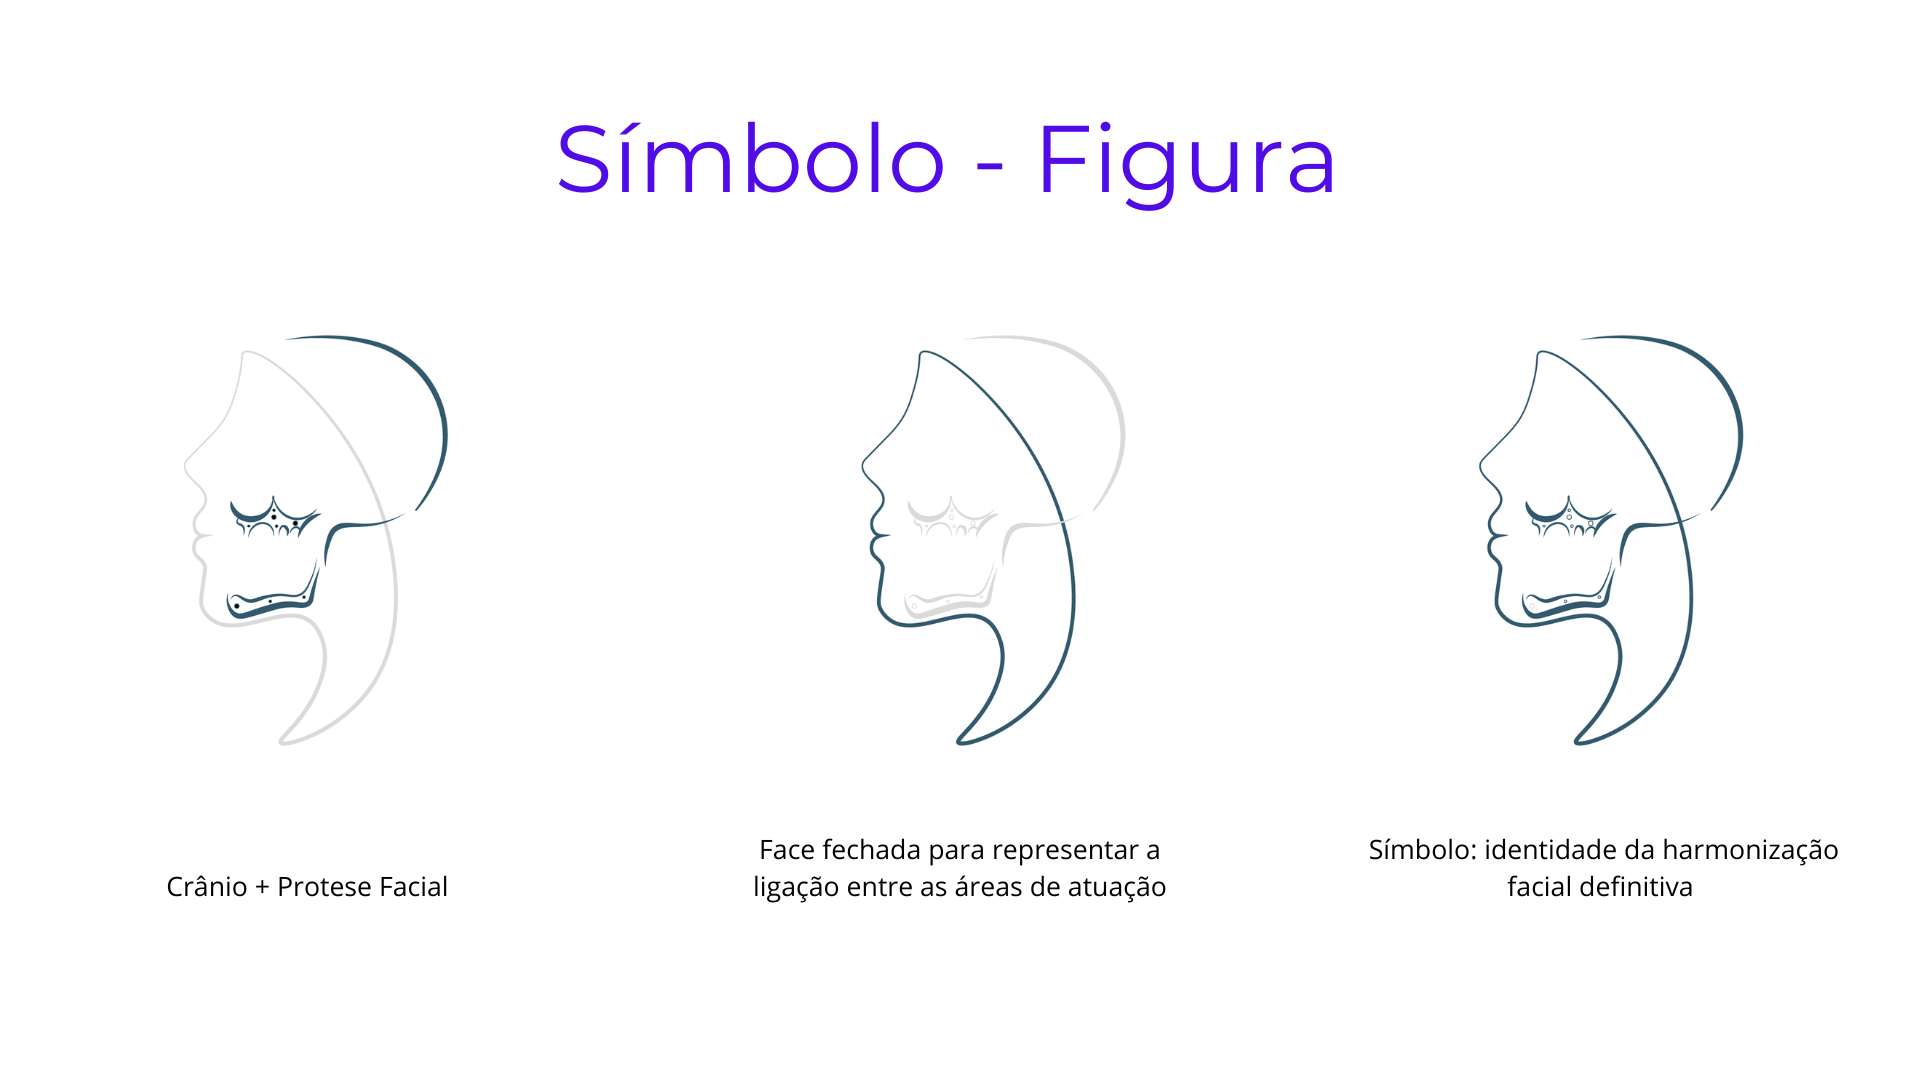 Símbolo - Figura
Crânio + Protese Facial
Face fechada para representar a
ligação entre as áreas de atuação
Símbolo: identidade da harmonização
facial definitiva